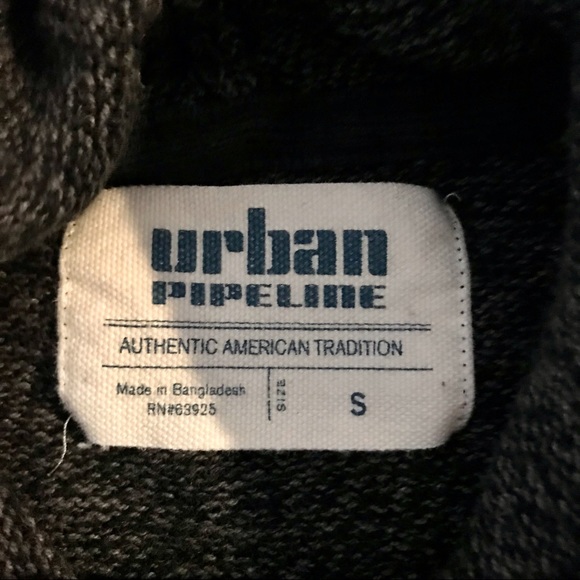 urban
PIPELINE
AUTHENTIC AMERICAN TRADITION
Made in Bangladesh
RN#63925
SIZE
S